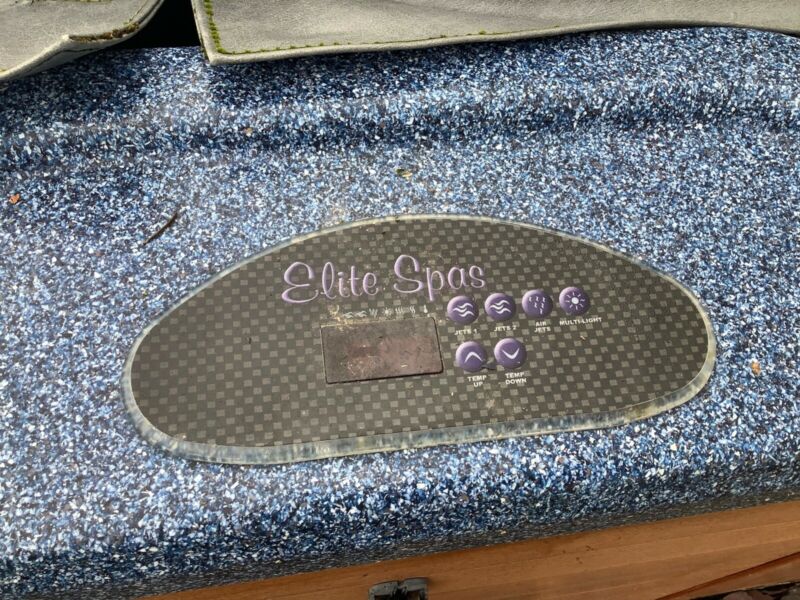 Elite Spas
JETS 1
JETS 2
AIR
JETS
MULTI-LIGHT
TEMP
UP
TEMP
DOWN